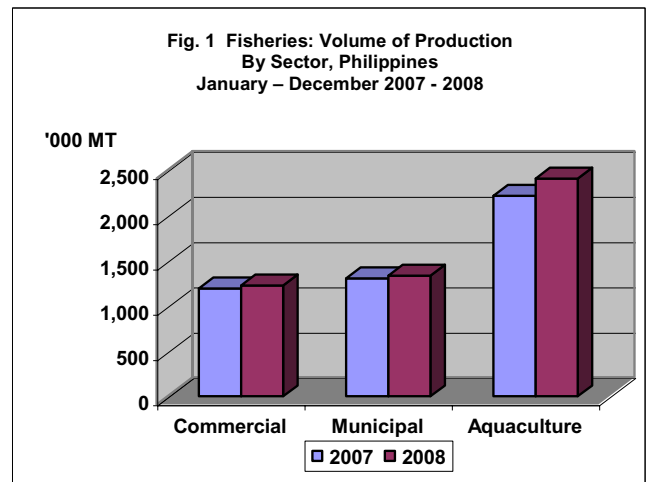 Fig. 1 Fisheries: Volume of Production
By Sector, Philippines
January – December 2007 - 2008
'000 MT
2,500
2,000
1,500
1,000
500
0
Commercial Municipal Aquaculture
2007 2008